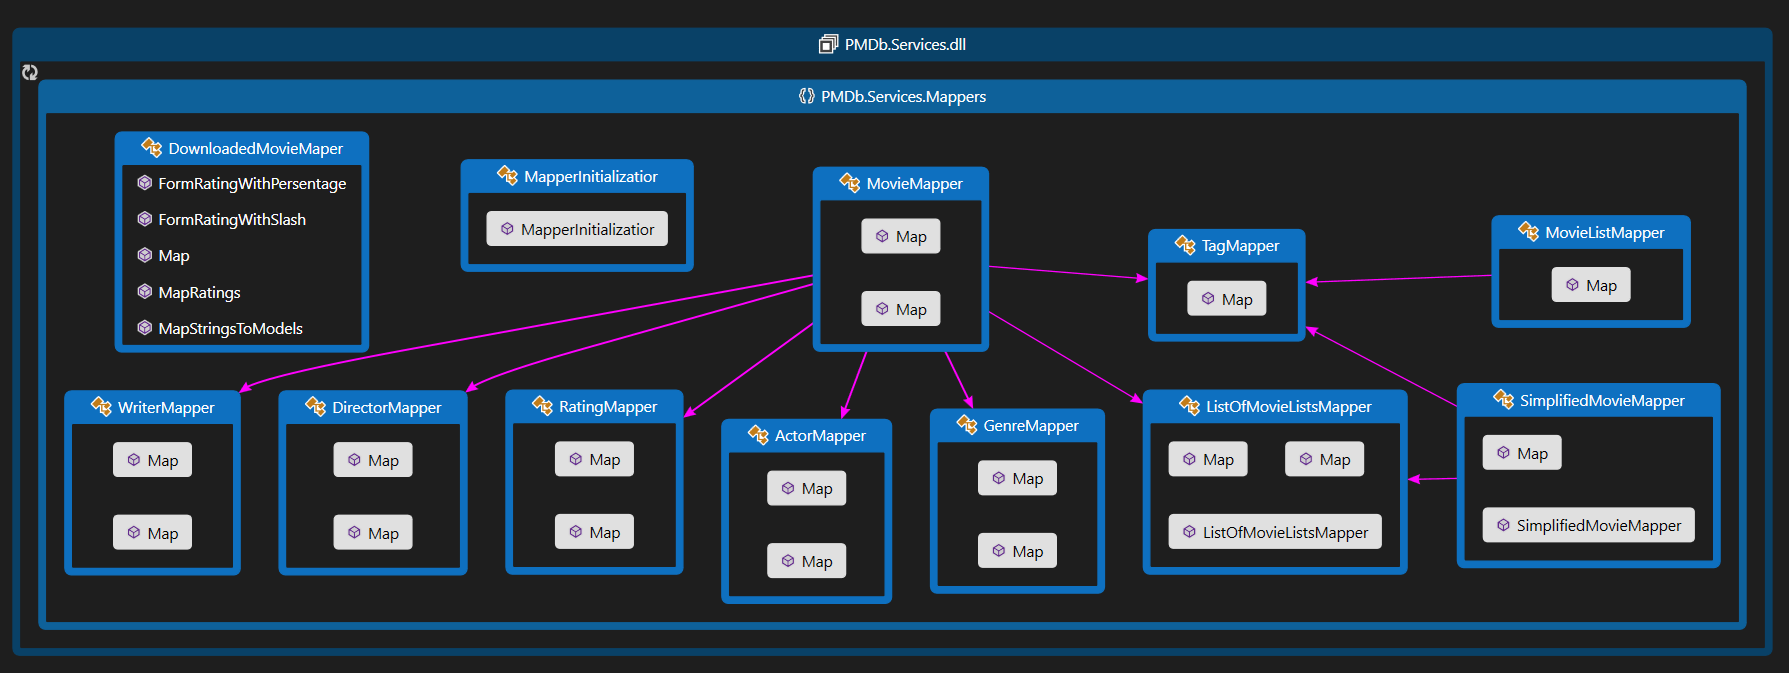 PMDb.Services.dll
PMDb.Services.Mappers
DownloadedMovieMaper
FormRatingWithPersentage
FormRatingWithSlash
Map
MapRatings
MapStringsToModels
MapperInitializatior
MapperInitializatior
MovieMapper
Map
Map
TagMapper
Map
MovieListMapper
Map
WriterMapper
Map
Map
DirectorMapper
Map
Map
RatingMapper
Map
Map
ActorMapper
Map
Map
GenreMapper
Map
Map
ListOfMovieListsMapper
Map
Map
ListOfMovieListsMapper
SimplifiedMovieMapper
Map
SimplifiedMovieMapper